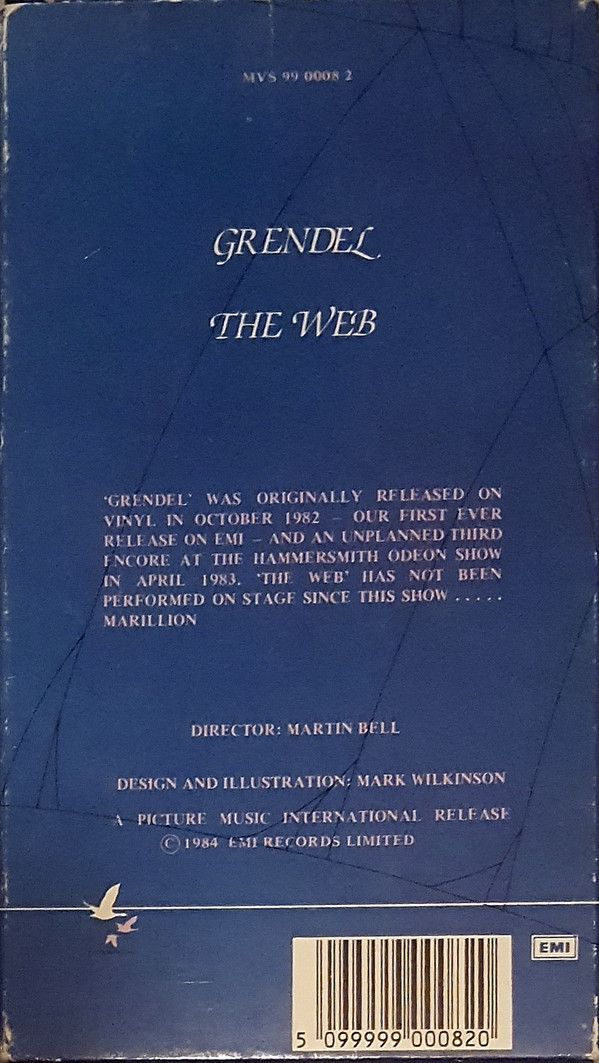 MVS 99 0008 2
GRENDEL
THE WEB
'GRENDEL' WAS ORIGINALLY RELEASED ON
VINYL IN OCTOBER 1982 – OUR FIRST EVER
RELEASE ON EMI – AND AN UNPLANNED THIRD
ENCORE AT THE HAMMERSMITH ODEON SHOW
IN APRIL 1983. 'THE WEB' HAS NOT BEEN
PERFORMED ON STAGE SINCE THIS SHOW . . . . .
MARILLION
DIRECTOR: MARTIN BELL
DESIGN AND ILLUSTRATION: MARK WILKINSON
A PICTURE MUSIC INTERNATIONAL RELEASE
© 1984 EMI RECORDS LIMITED
EMI
5 099999 000820